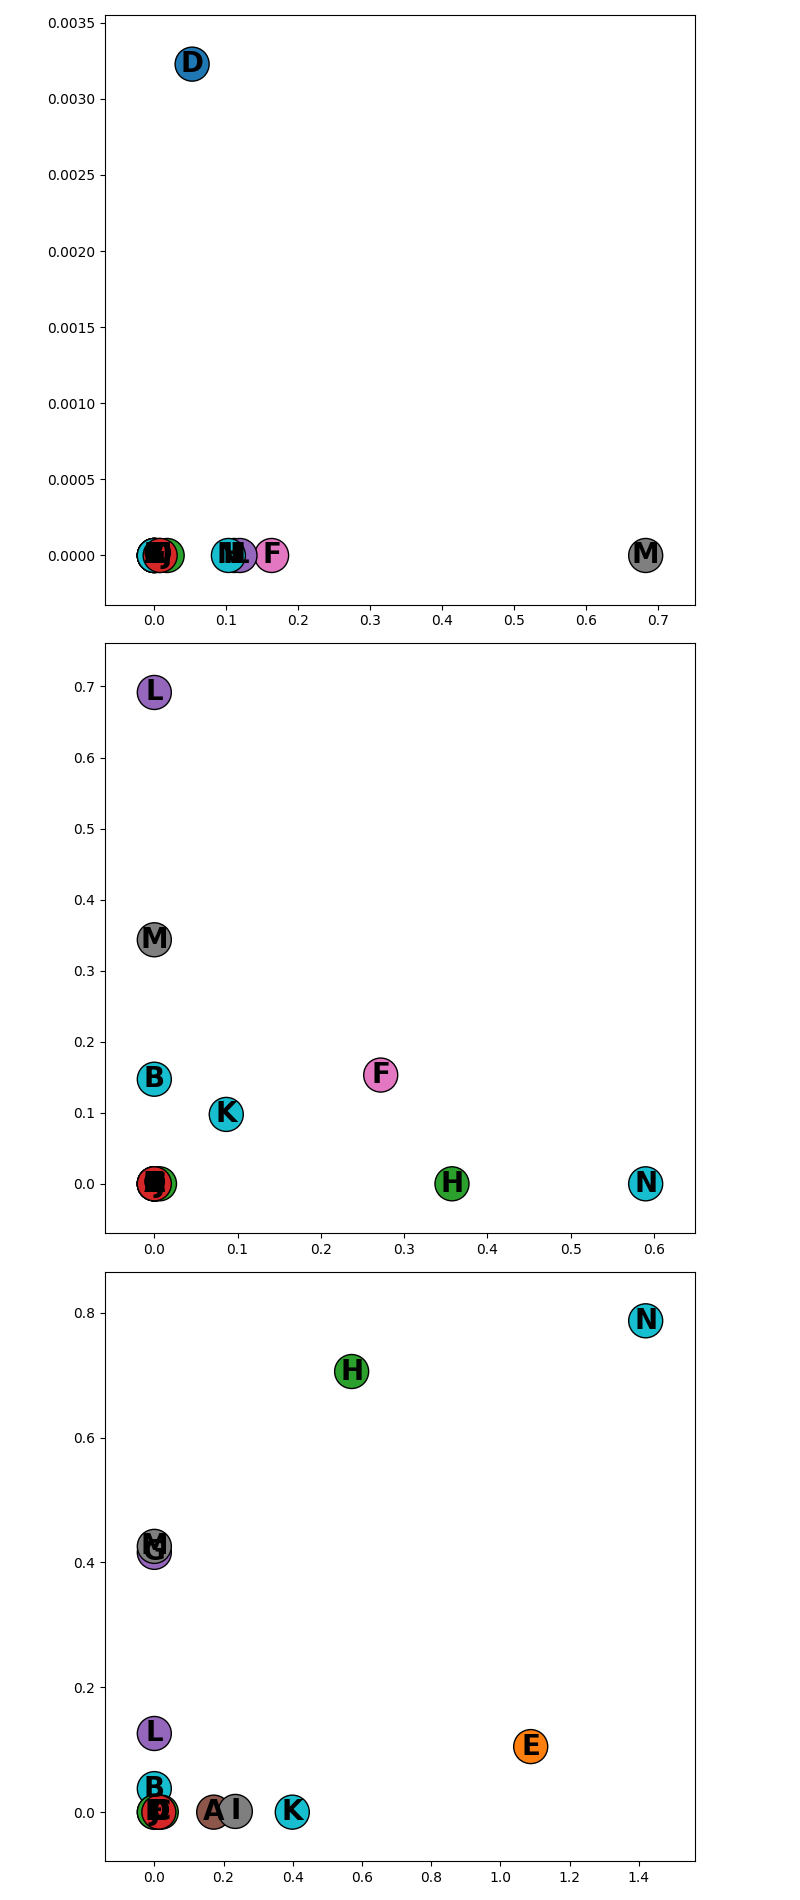 0.0035
D
0.0030
0.0025
0.0020
0.0015
0.0010
0.0005
0.0000 J N L F M
0.0 0.1 0.2 0.3 0.4 0.5 0.6 0.7
0.7 L
0.6
0.5
0.4
M
0.3
0.2
B F
0.1 K
0.0 J H N
0.0 0.1 0.2 0.3 0.4 0.5 0.6
0.8 N
H
0.6
M
0.4 G
0.2
L E
B
0.0 J A I K
0.0 0.2 0.4 0.6 0.8 1.0 1.2 1.4